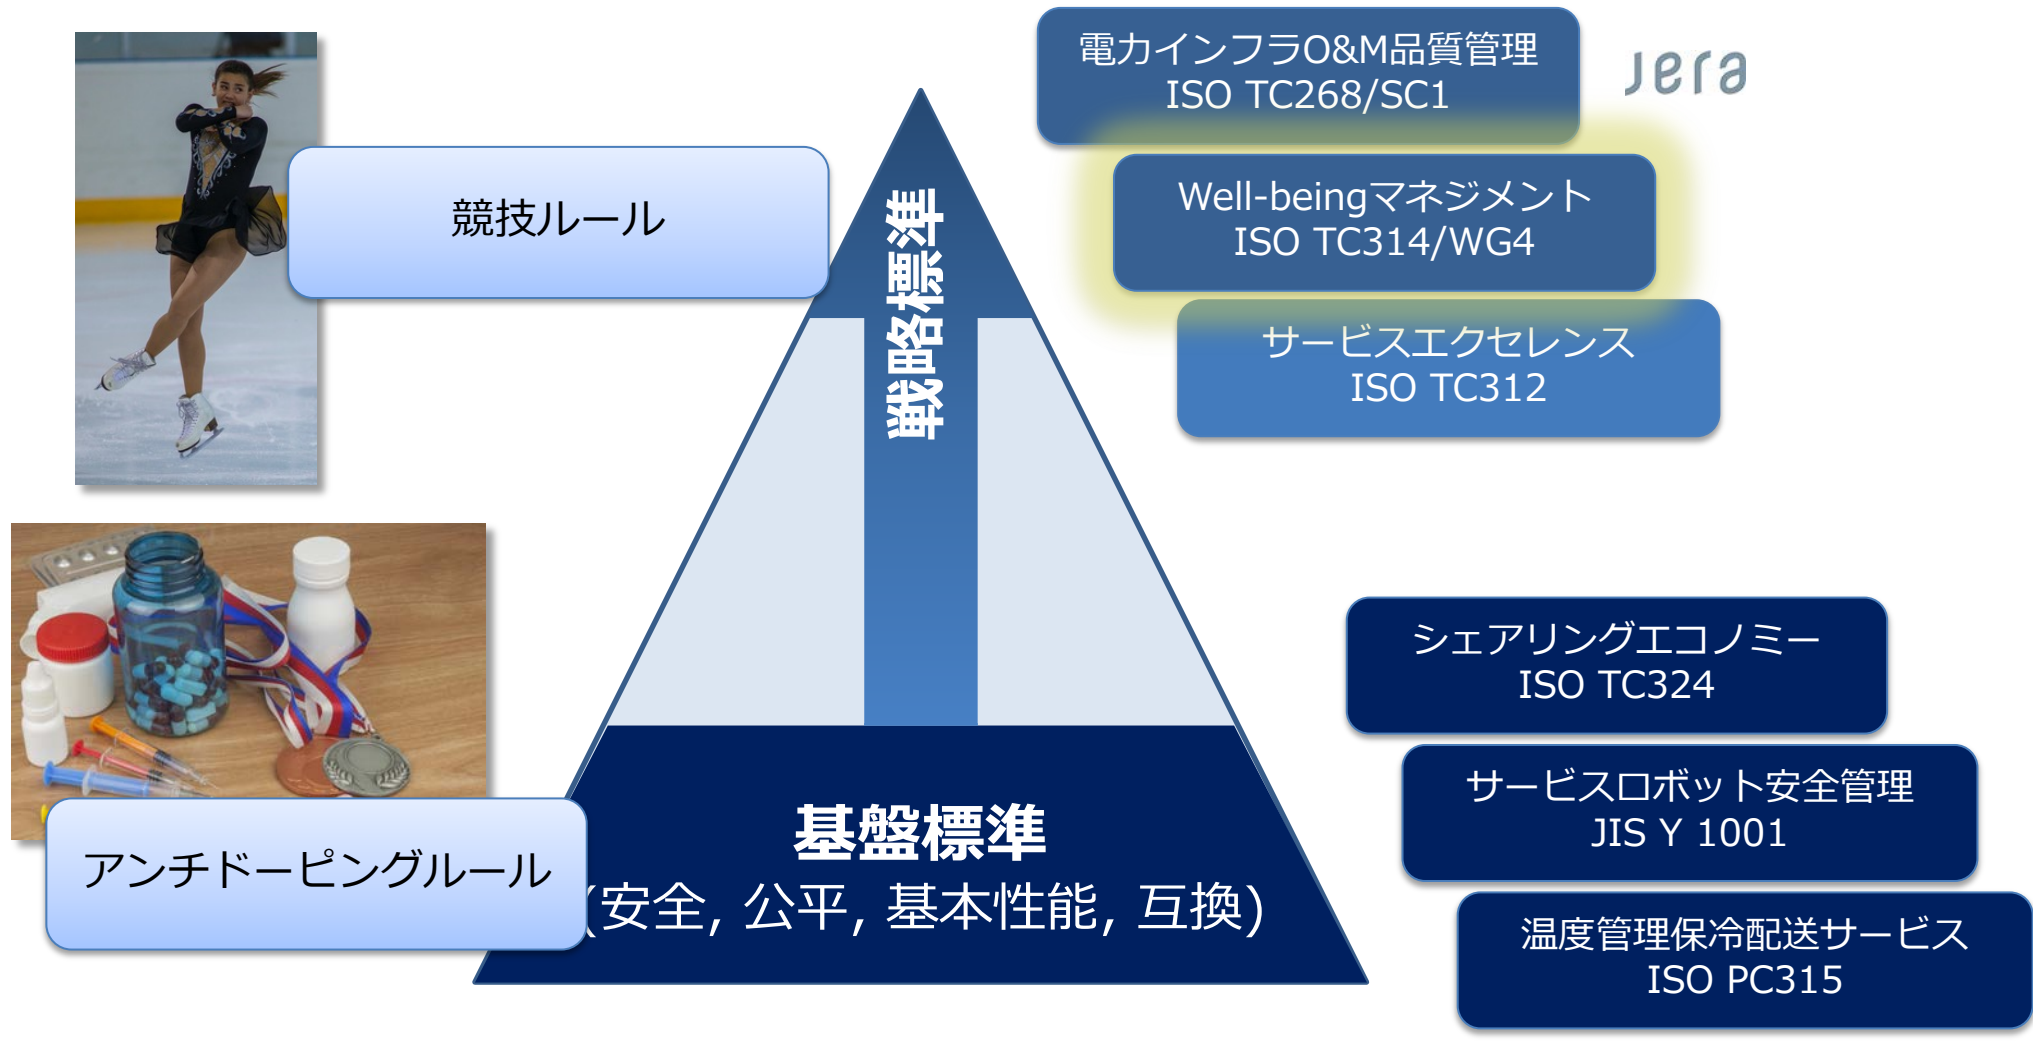 電力インフラO&M品質管理
ISO TC268/SC1
jera
Well-beingマネジメント
ISO TC314/WG4
サービスエクセレンス
ISO TC312
競技ルール
戦略標準
シェアリングエコノミー
ISO TC324
サービスロボット安全管理
JIS Y 1001
温度管理保冷配送サービス
ISO PC315
アンチドーピングルール
基盤標準
(安全, 公平, 基本性能, 互換)